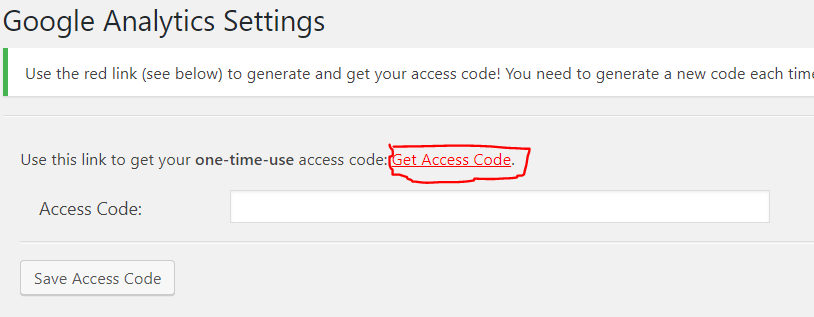 Google Analytics Settings
Use the red link (see below) to generate and get your access code! You need to generate a new code each time
Use this link to get your one-time-use access code: Get Access Code.
Access Code:
Save Access Code